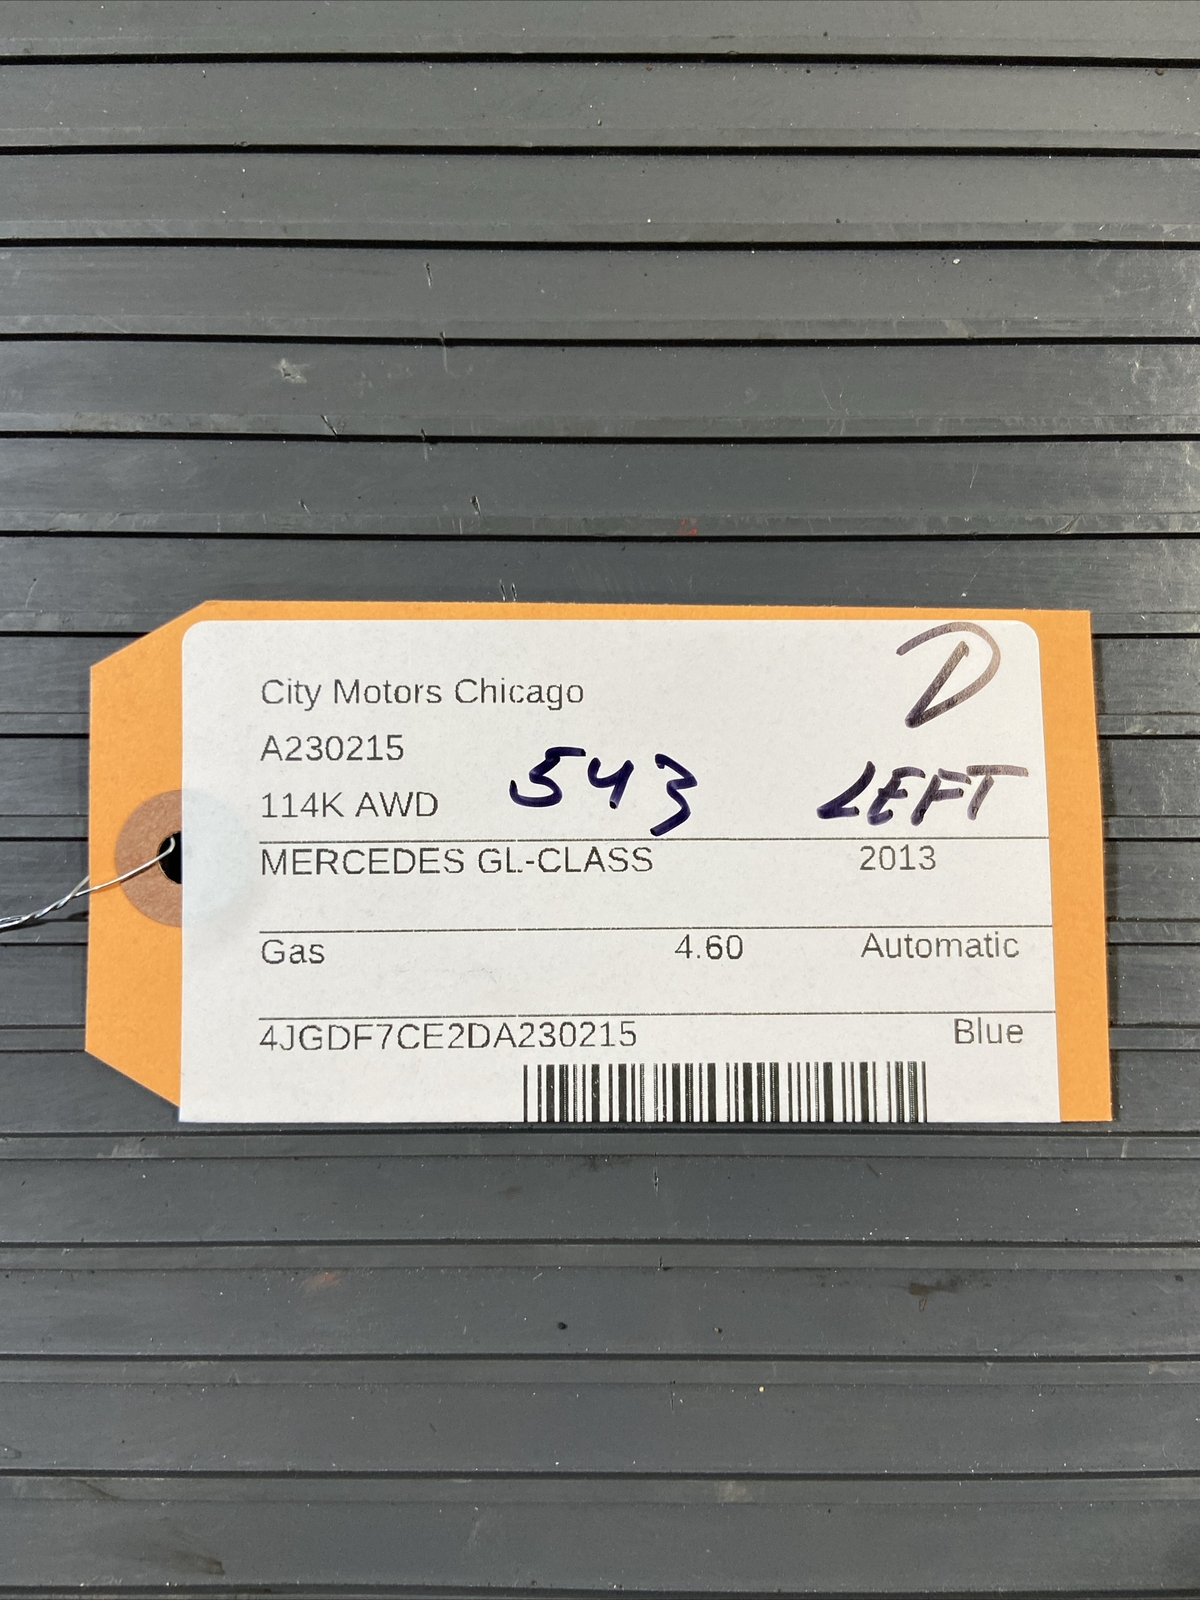 D
City Motors Chicago
A230215
543 LEFT
114K AWD
MERCEDES GL-CLASS 2013
Gas 4.60 Automatic
4JGDF7CE2DA230215 Blue